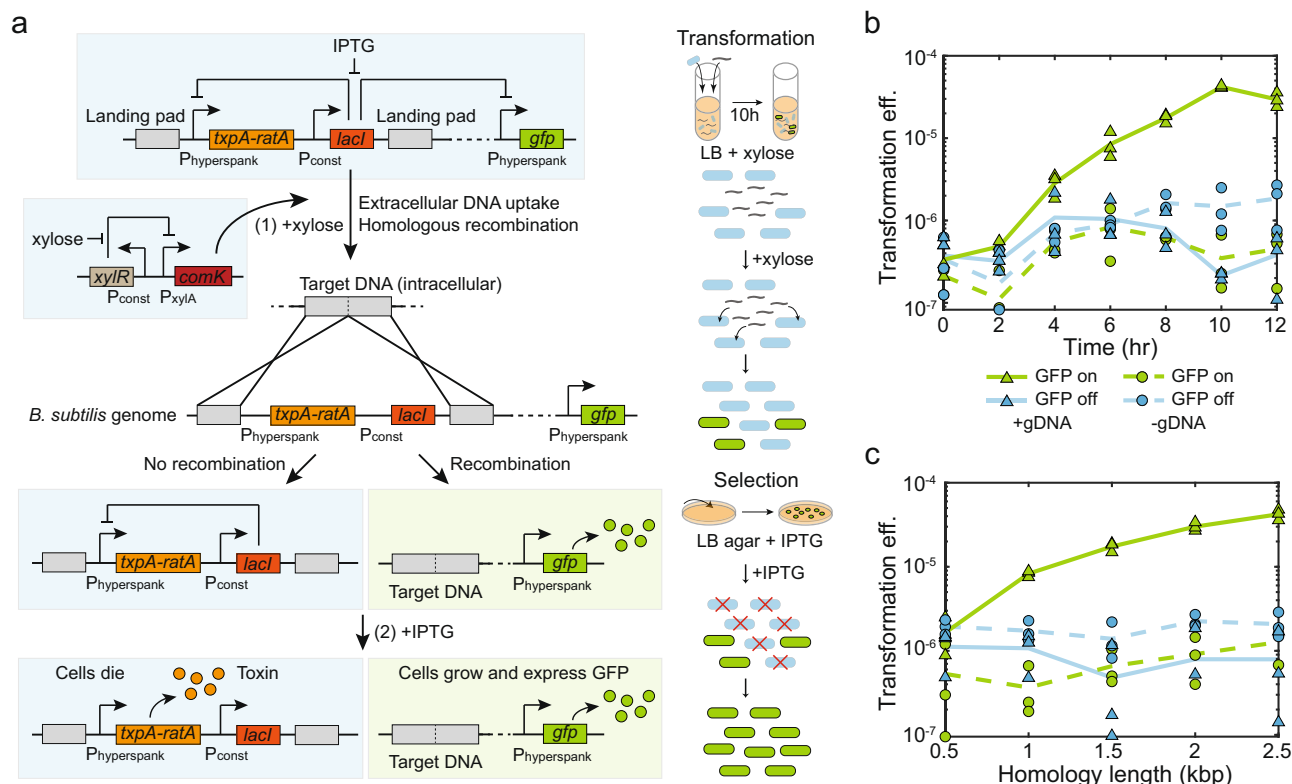 a
IPTG
Landing pad
Landing pad
txpA-ratA
lacI
gfp
Phyperspank
Pconst
Phyperspank
(1) +xylose
Extracellular DNA uptake
Homologous recombination
xylose
xylR
comK
Pconst
PxylA
Target DNA (intracellular)
B. subtilis genome
txpA-ratA
lacI
gfp
Phyperspank
Pconst
Phyperspank
No recombination
Recombination
txpA-ratA
lacI
Phyperspank
Pconst
gfp
Target DNA
Phyperspank
(2) +IPTG
Cells die
Toxin
txpA-ratA
lacI
Phyperspank
Pconst
Cells grow and express GFP
gfp
Target DNA
Phyperspank
Transformation
10h
LB + xylose
+xylose
Selection
LB agar + IPTG
+IPTG
b
Transformation eff.
10-4
10-5
10-6
10-7
0 2 4 6 8 10 12
Time (hr)
GFP on
GFP on
GFP off
GFP off
+gDNA
-gDNA
c
Transformation eff.
10-4
10-5
10-6
10-7
0.5 1 1.5 2 2.5
Homology length (kbp)